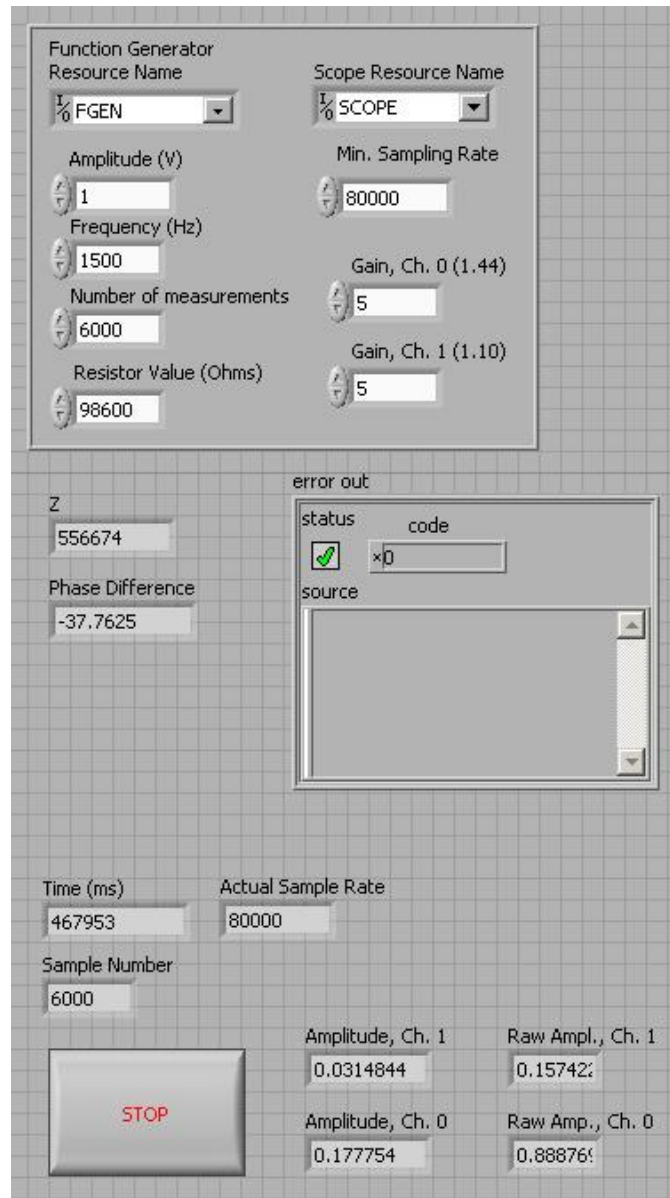 Function Generator
Resource Name
Scope Resource Name
I/O FGEN
I/O SCOPE
Amplitude (V)
Min. Sampling Rate
1
80000
Frequency (Hz)
1500
Gain, Ch. 0 (1.44)
Number of measurements
5
6000
Gain, Ch. 1 (1.10)
Resistor Value (Ohms)
5
98600
error out
Z
status
code
556674
×0
Phase Difference
source
-37.7625
Time (ms)
Actual Sample Rate
467953
80000
Sample Number
6000
Amplitude, Ch. 1
Raw Ampl., Ch. 1
0.0314844
0.157422
STOP
Amplitude, Ch. 0
Raw Amp., Ch. 0
0.177754
0.888769